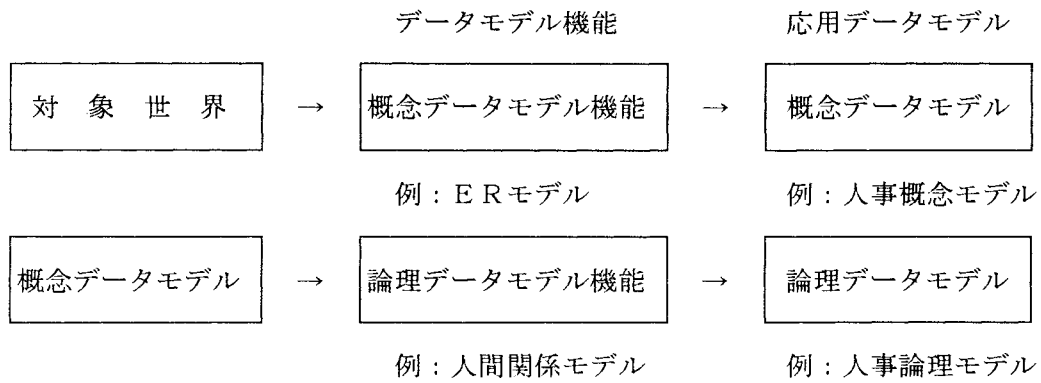 データモデル機能 応用データモデル
対象世界 → 概念データモデル機能 → 概念データモデル
例：ERモデル 例：人事概念モデル
概念データモデル → 論理データモデル機能 → 論理データモデル
例：人間関係モデル 例：人事論理モデル